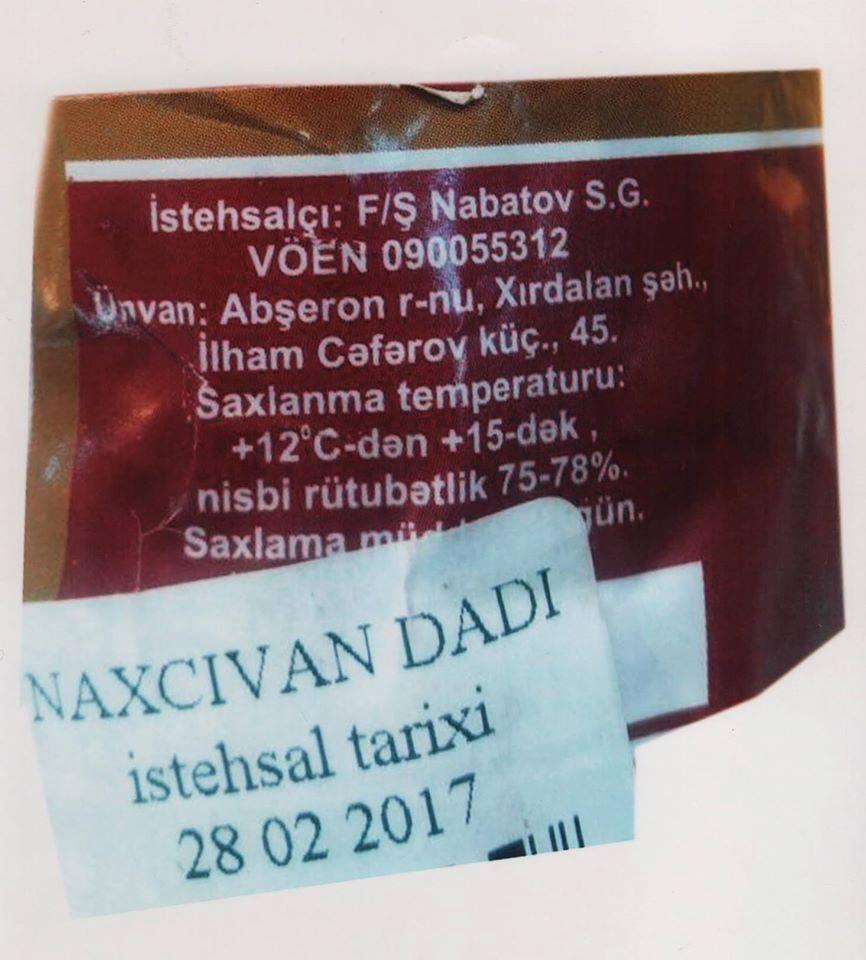 İstehsalçı: F/Ş Nabatov S.G.
VÖEN 090055312
Ünvan: Abşeron r-nu, Xırdalan şəh.,
İlham Cəfərov küç., 45.
Saxlanma temperaturu:
+12°C-dən +15-dək ,
nisbi rütubətlik 75-78%.
Saxlama gün.
NAXCIVAN DADI
istehsal tarixi
28 02 2017